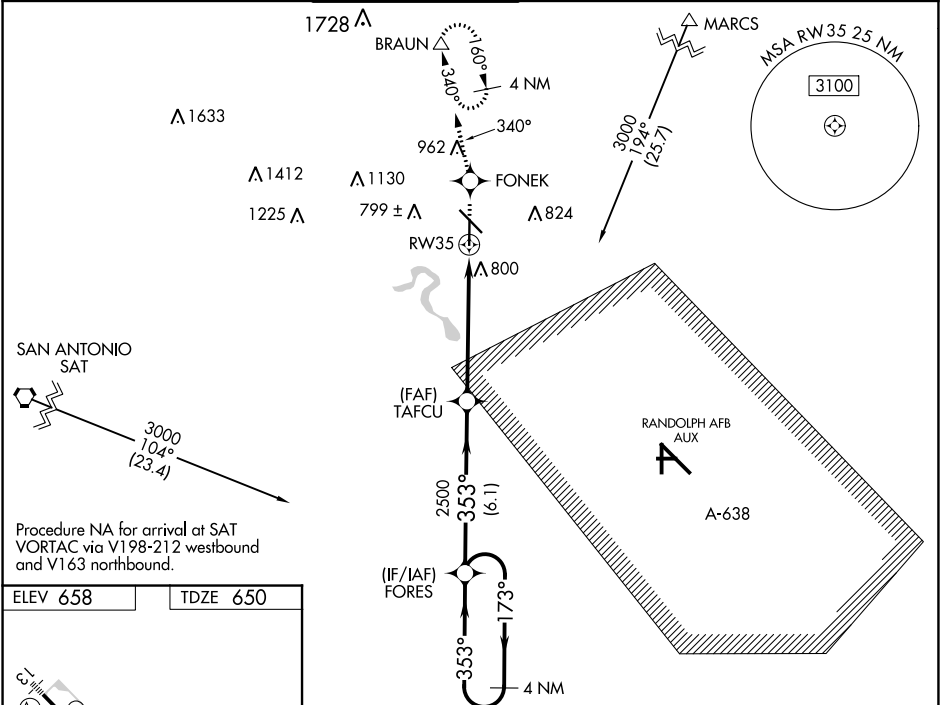 1728
BRAUN
160°
340°
4 NM
MARCS
MSA RW35 25 NM
3100
1633
340°
3000
194°
(25.7)
962
1412
1130
FONEK
1225
799 ±
824
RW35
800
SAN ANTONIO
SAT
3000
104°
(23.4)
(FAF)
TAFCU
RANDOLPH AFB
AUX
A-638
2500
353°
(6.1)
Procedure NA for arrival at SAT
VORTAC via V198-212 westbound
and V163 northbound.
(IF/IAF)
FORES
173°
353°
4 NM
ELEV 658
TDZE 650
13